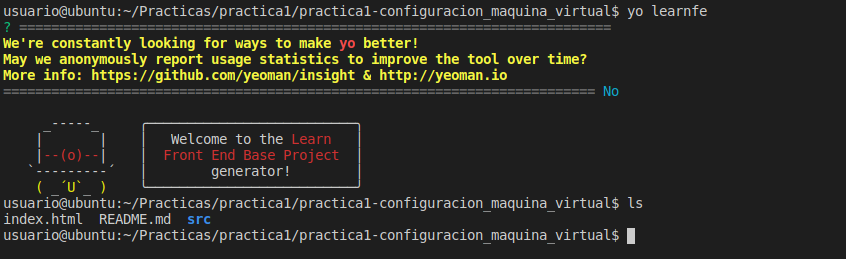 usuario@ubuntu:~/Practicas/practica1/practica1-configuracion_maquina_virtual$ yo learnfe
? ==========================================================================
We're constantly looking for ways to make yo better!
May we anonymously report usage statistics to improve the tool over time?
More info: https://github.com/yeoman/insight & http://yeoman.io
========================================================================== No
     _-----_     ╭──────────────────────────╮
    |       |    │   Welcome to the Learn   │
    |--(o)--|    │  Front End Base Project  │
   `---------´   │        generator!        │
    ( _´U`_ )    ╰──────────────────────────╯
usuario@ubuntu:~/Practicas/practica1/practica1-configuracion_maquina_virtual$ ls
index.html  README.md  src
usuario@ubuntu:~/Practicas/practica1/practica1-configuracion_maquina_virtual$